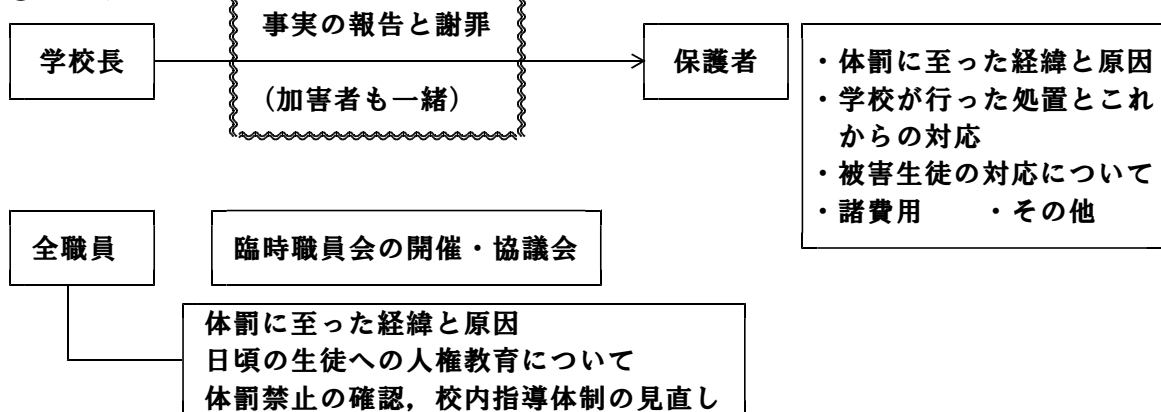 事実の報告と謝罪
学校長
保護者
(加害者も一緒)
・体罰に至った経緯と原因
・学校が行った処置とこれ
からの対応
・被害生徒の対応について
・諸費用 ・その他
全職員
臨時職員会の開催・協議会
体罰に至った経緯と原因
日頃の生徒への人権教育について
体罰禁止の確認，校内指導体制の見直し